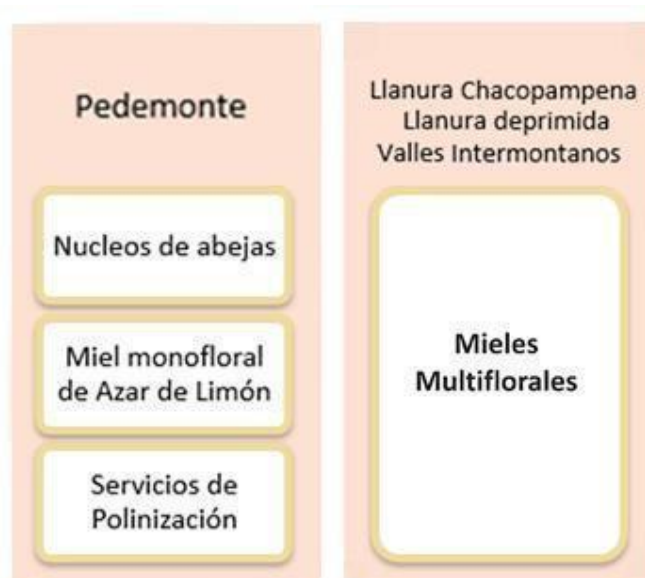 Pedemonte
Nucleos de abejas
Miel monofloral
de Azar de Limón
Servicios de
Polinización
Llanura Chacopampena
Llanura deprimida
Valles Intermontanos
Mieles
Multiflorales